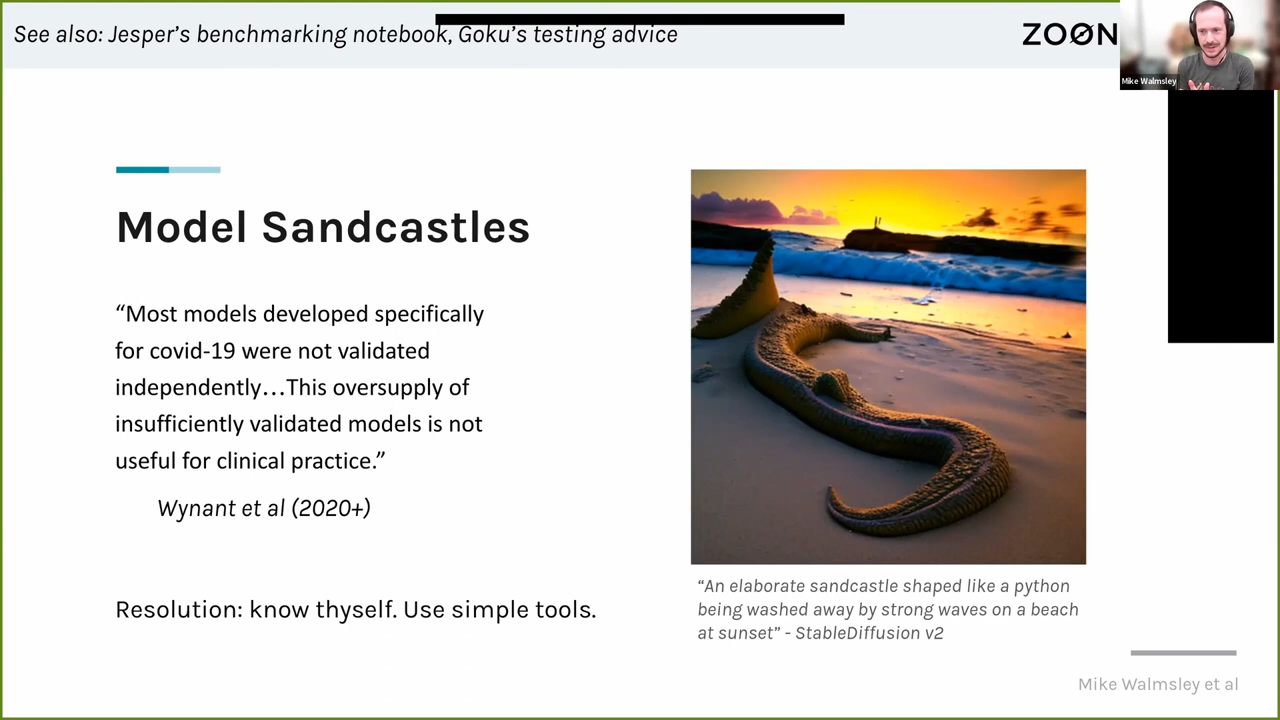 See also: Jesper's benchmarking notebook, Goku's testing advice
ZOØN
Mike Walmsley
Model Sandcastles
“Most models developed specifically
for covid-19 were not validated
independently…This oversupply of
insufficiently validated models is not
useful for clinical practice.”
Wynant et al (2020+)
Resolution: know thyself. Use simple tools.
“An elaborate sandcastle shaped like a python
being washed away by strong waves on a beach
at sunset” - StableDiffusion v2
Mike Walmsley et al